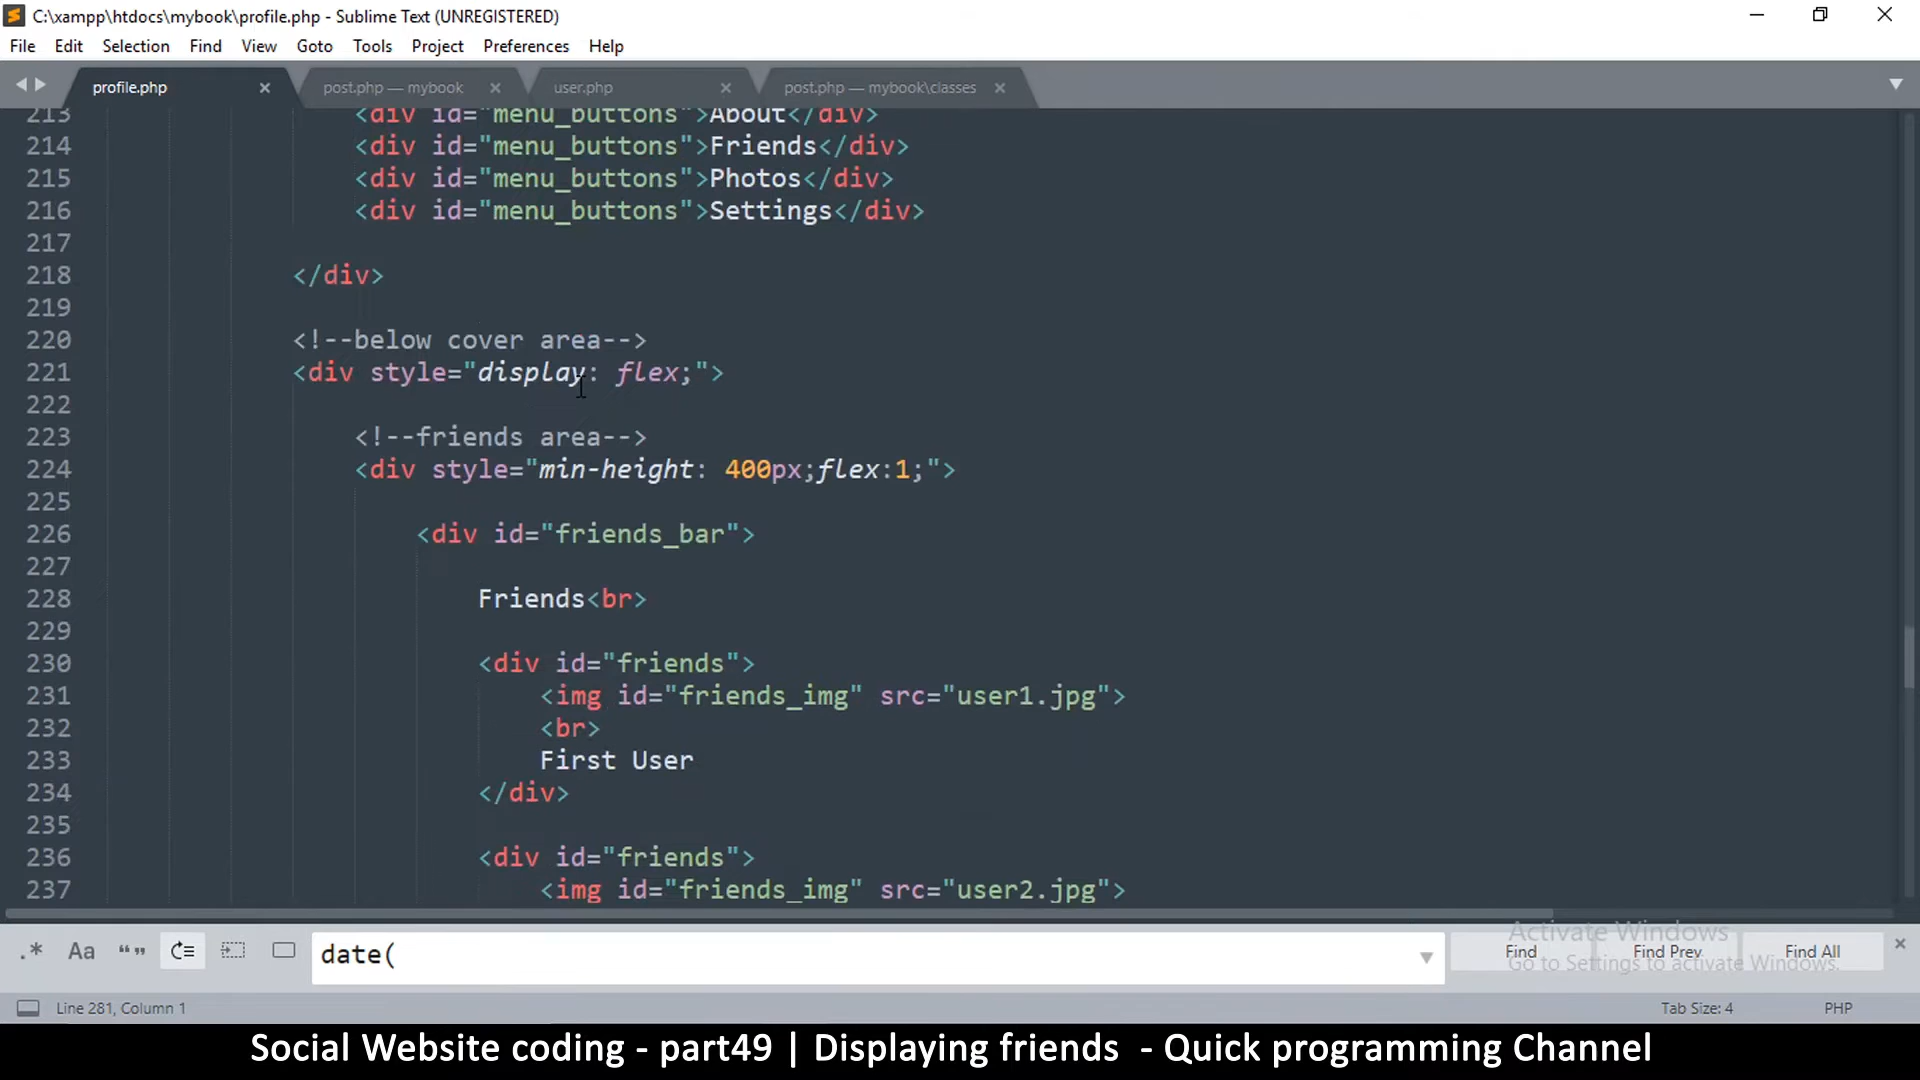 C:\xampp\htdocs\mybook\profile.php - Sublime Text (UNREGISTERED)
File Edit Selection Find View Goto Tools Project Preferences Help
profile.php post.php — mybook user.php post.php — mybook\classes
213 <div id="menu_buttons">About</div>
214 <div id="menu_buttons">Friends</div>
215 <div id="menu_buttons">Photos</div>
216 <div id="menu_buttons">Settings</div>
217
218 </div>
219
220 <!--below cover area-->
221 <div style="display: flex;">
222
223 <!--friends area-->
224 <div style="min-height: 400px;flex:1;">
225
226 <div id="friends_bar">
227
228 Friends<br>
229
230 <div id="friends">
231 <img id="friends_img" src="user1.jpg">
232 <br>
233 First User
234 </div>
235
236 <div id="friends">
237 <img id="friends_img" src="user2.jpg">
Activate Windows
.* Aa “” date( Find Find Prev Find All
Go to Settings to activate Windows.
Line 281, Column 1 Tab Size: 4 PHP
Social Website coding - part49 | Displaying friends - Quick programming Channel